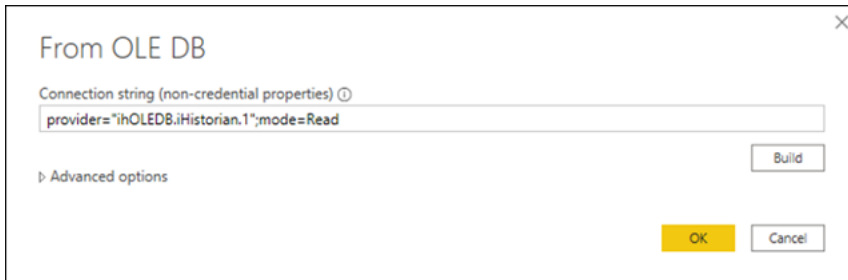 From OLE DB
Connection string (non-credential properties)
provider="ihOLEDB.iHistorian.1";mode=Read
Build
Advanced options
OK
Cancel